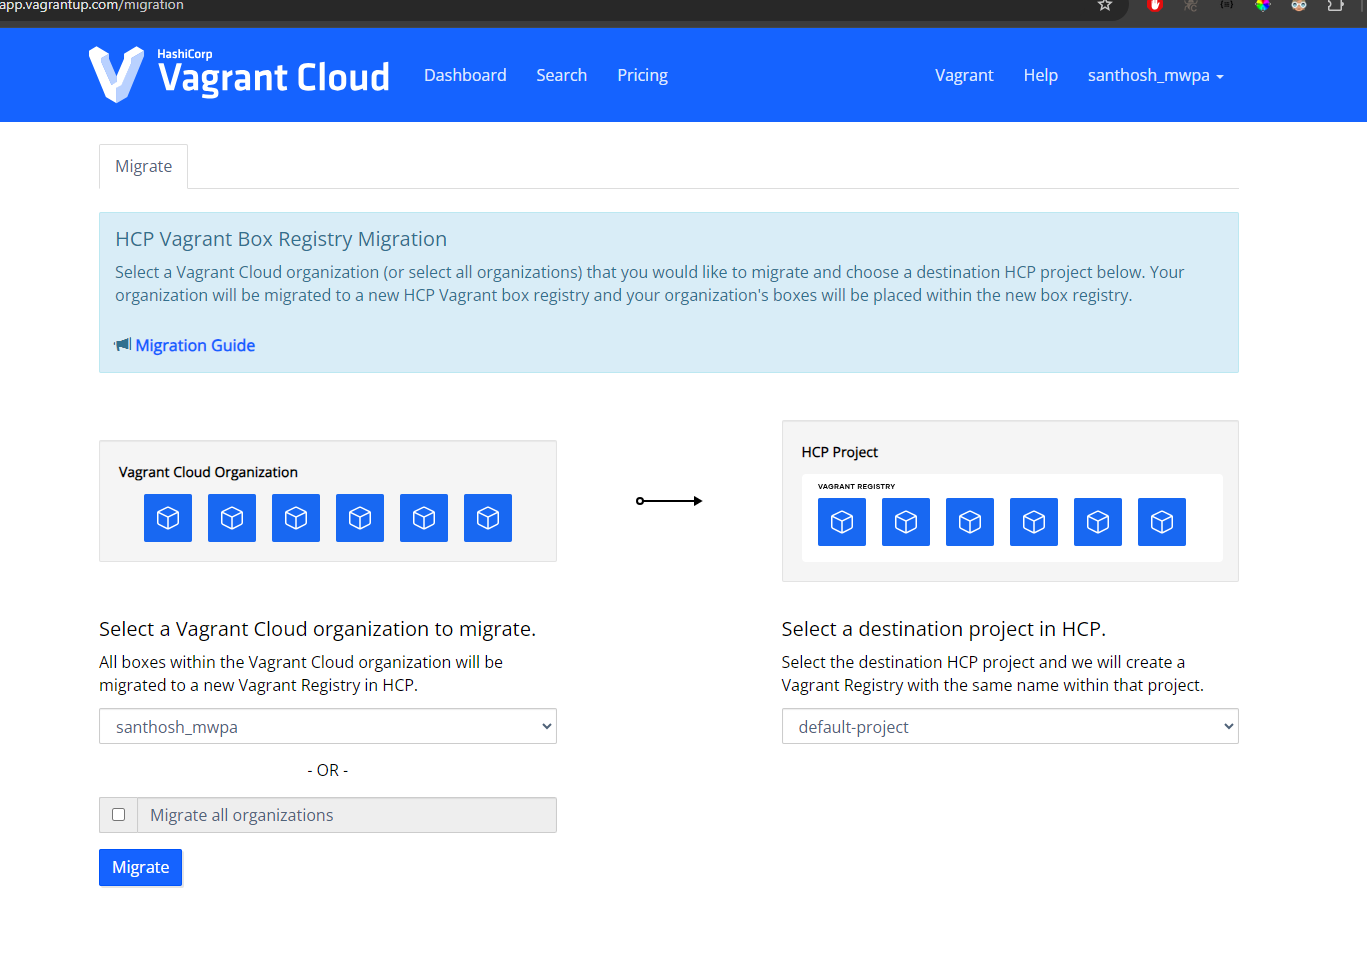 app.vagrantup.com/migration
HashiCorp
Vagrant Cloud
Dashboard
Search
Pricing
Vagrant
Help
santhosh_mwpa
Migrate
HCP Vagrant Box Registry Migration
Select a Vagrant Cloud organization (or select all organizations) that you would like to migrate and choose a destination HCP project below. Your
organization will be migrated to a new HCP Vagrant box registry and your organization's boxes will be placed within the new box registry.
Migration Guide
Vagrant Cloud Organization
HCP Project
VAGRANT REGISTRY
Select a Vagrant Cloud organization to migrate.
All boxes within the Vagrant Cloud organization will be
migrated to a new Vagrant Registry in HCP.
santhosh_mwpa
- OR -
Migrate all organizations
Migrate
Select a destination project in HCP.
Select the destination HCP project and we will create a
Vagrant Registry with the same name within that project.
default-project